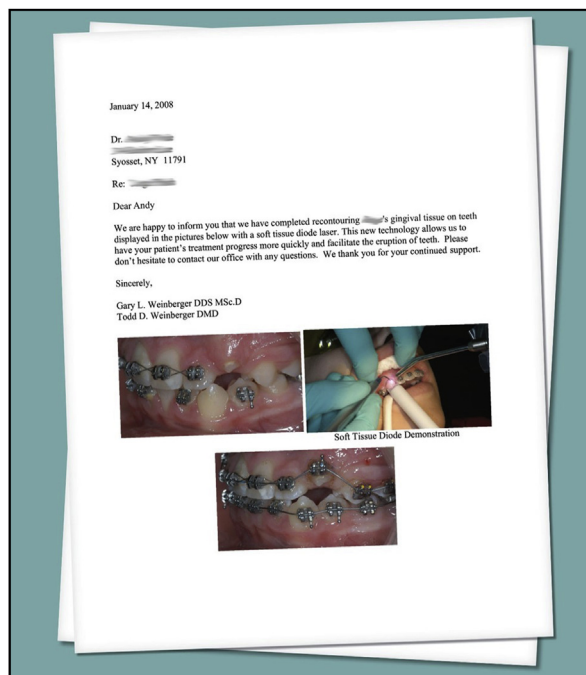 January 14, 2008
Dr.
Syosset, NY 11791
Re:
Dear Andy
We are happy to inform you that we have completed recontouring 's gingival tissue on teeth
displayed in the pictures below with a soft tissue diode laser. This new technology allows us to
have your patient's treatment progress more quickly and facilitate the eruption of teeth. Please
don't hesitate to contact our office with any questions. We thank you for your continued support.
Sincerely,
Gary L. Weinberger DDS MSc.D
Todd D. Weinberger DMD
Soft Tissue Diode Demonstration